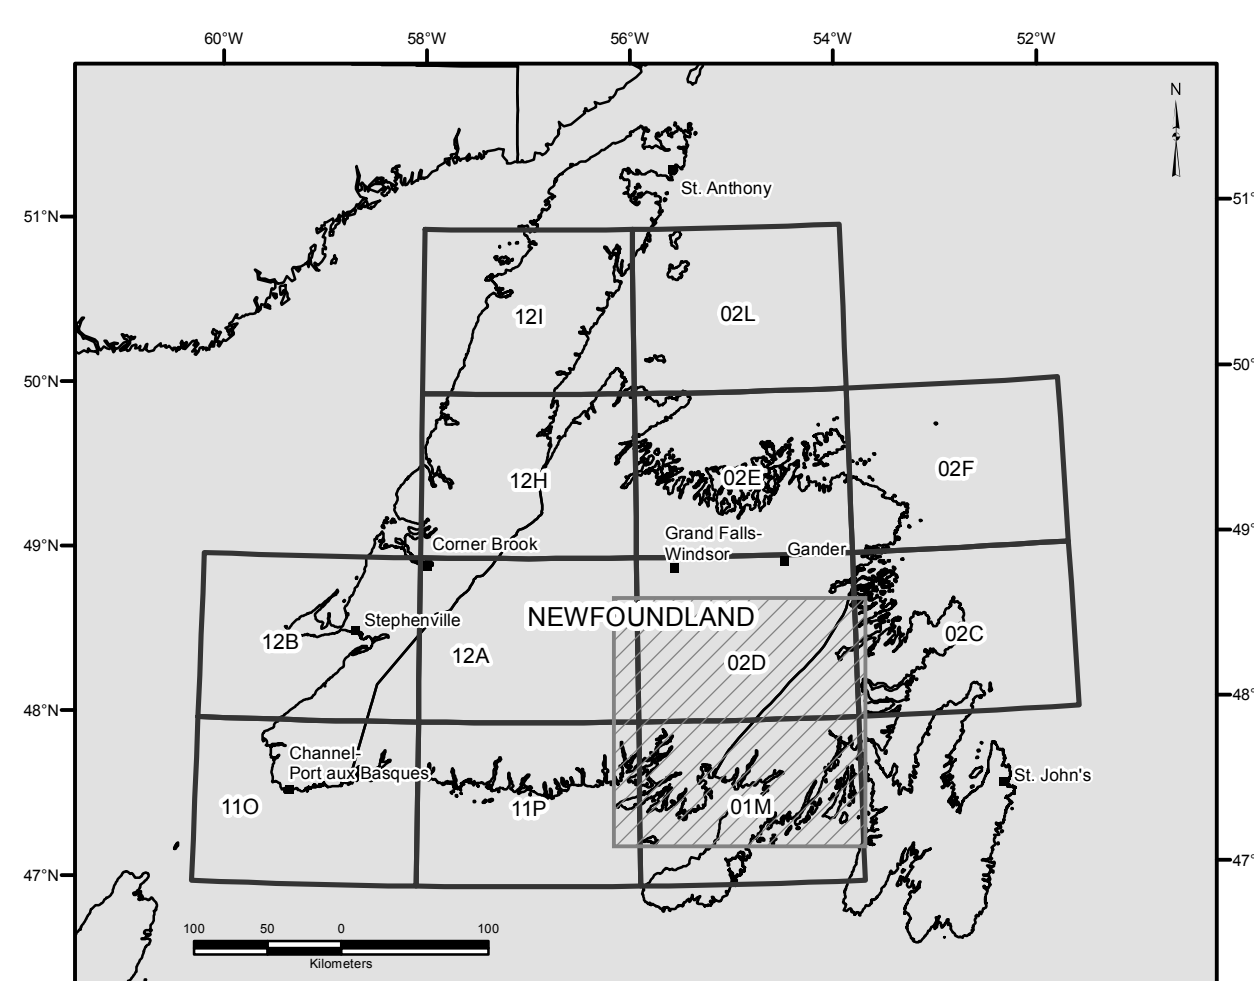 60°W 58°W 56°W 54°W 52°W
N
St. Anthony
51°N 51°
12I 02L
50°N 50°
12H 02E 02F
Grand Falls-
Windsor
Gander
49°N 49°
Corner Brook
Stephenville
NEWFOUNDLAND
12B 12A 02D 02C
48°N 48°
Channel-
Port aux Basques
St. John's
11O 11P 01M
47°N 47°
100 50 0 100
Kilometers